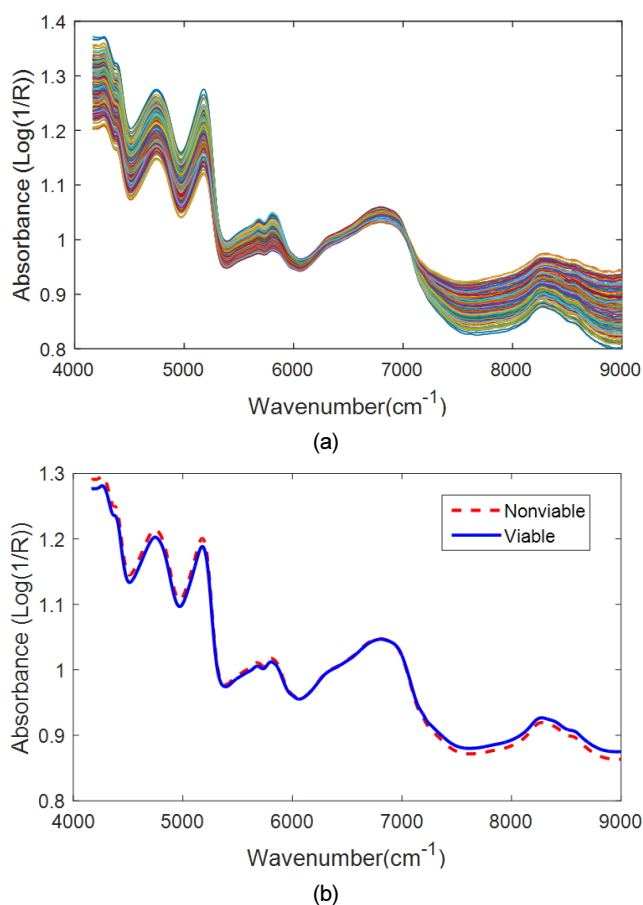 Absorbance (Log(1/R))
1.4
1.3
1.2
1.1
1
0.9
0.8
4000 5000 6000 7000 8000 9000
Wavenumber(cm⁻¹)
(a)
Absorbance (Log(1/R))
1.3
1.2
1.1
1
0.9
0.8
Nonviable
Viable
4000 5000 6000 7000 8000 9000
Wavenumber(cm⁻¹)
(b)